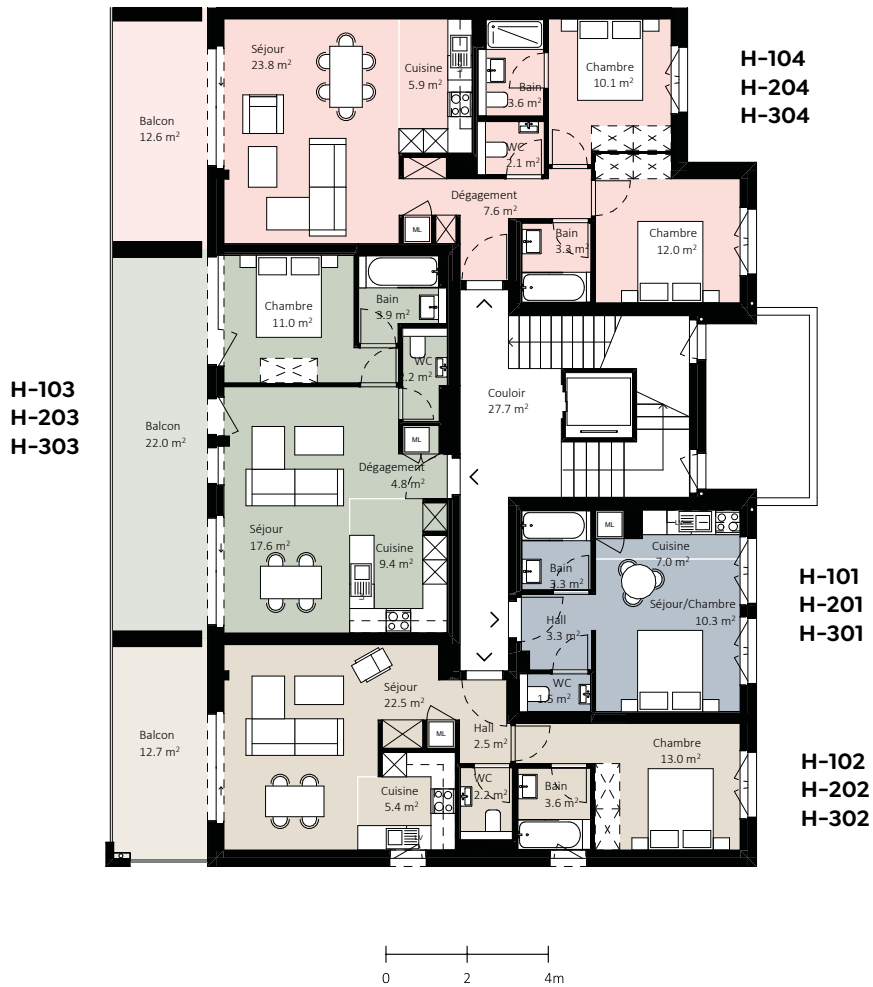 Séjour
23.8 m²
Cuisine
5.9 m²
Bain
3.6 m²
Chambre
10.1 m²
H-104
H-204
H-304
Balcon
12.6 m²
WC
2.1 m²
Dégagement
7.6 m²
ML
Bain
3.3 m²
Chambre
12.0 m²
Chambre
11.0 m²
Bain
3.9 m²
WC
2.2 m²
Couloir
27.7 m²
H-103
H-203
H-303
Balcon
22.0 m²
ML
Dégagement
4.8 m²
Séjour
17.6 m²
Cuisine
9.4 m²
ML
Cuisine
7.0 m²
Bain
3.3 m²
Séjour/Chambre
10.3 m²
H-101
H-201
H-301
Hall
3.3 m²
WC
1.5 m²
Séjour
22.5 m²
Balcon
12.7 m²
ML
Hall
2.5 m²
Chambre
13.0 m²
H-102
H-202
H-302
Cuisine
5.4 m²
WC
2.2 m²
Bain
3.6 m²
0 2 4m